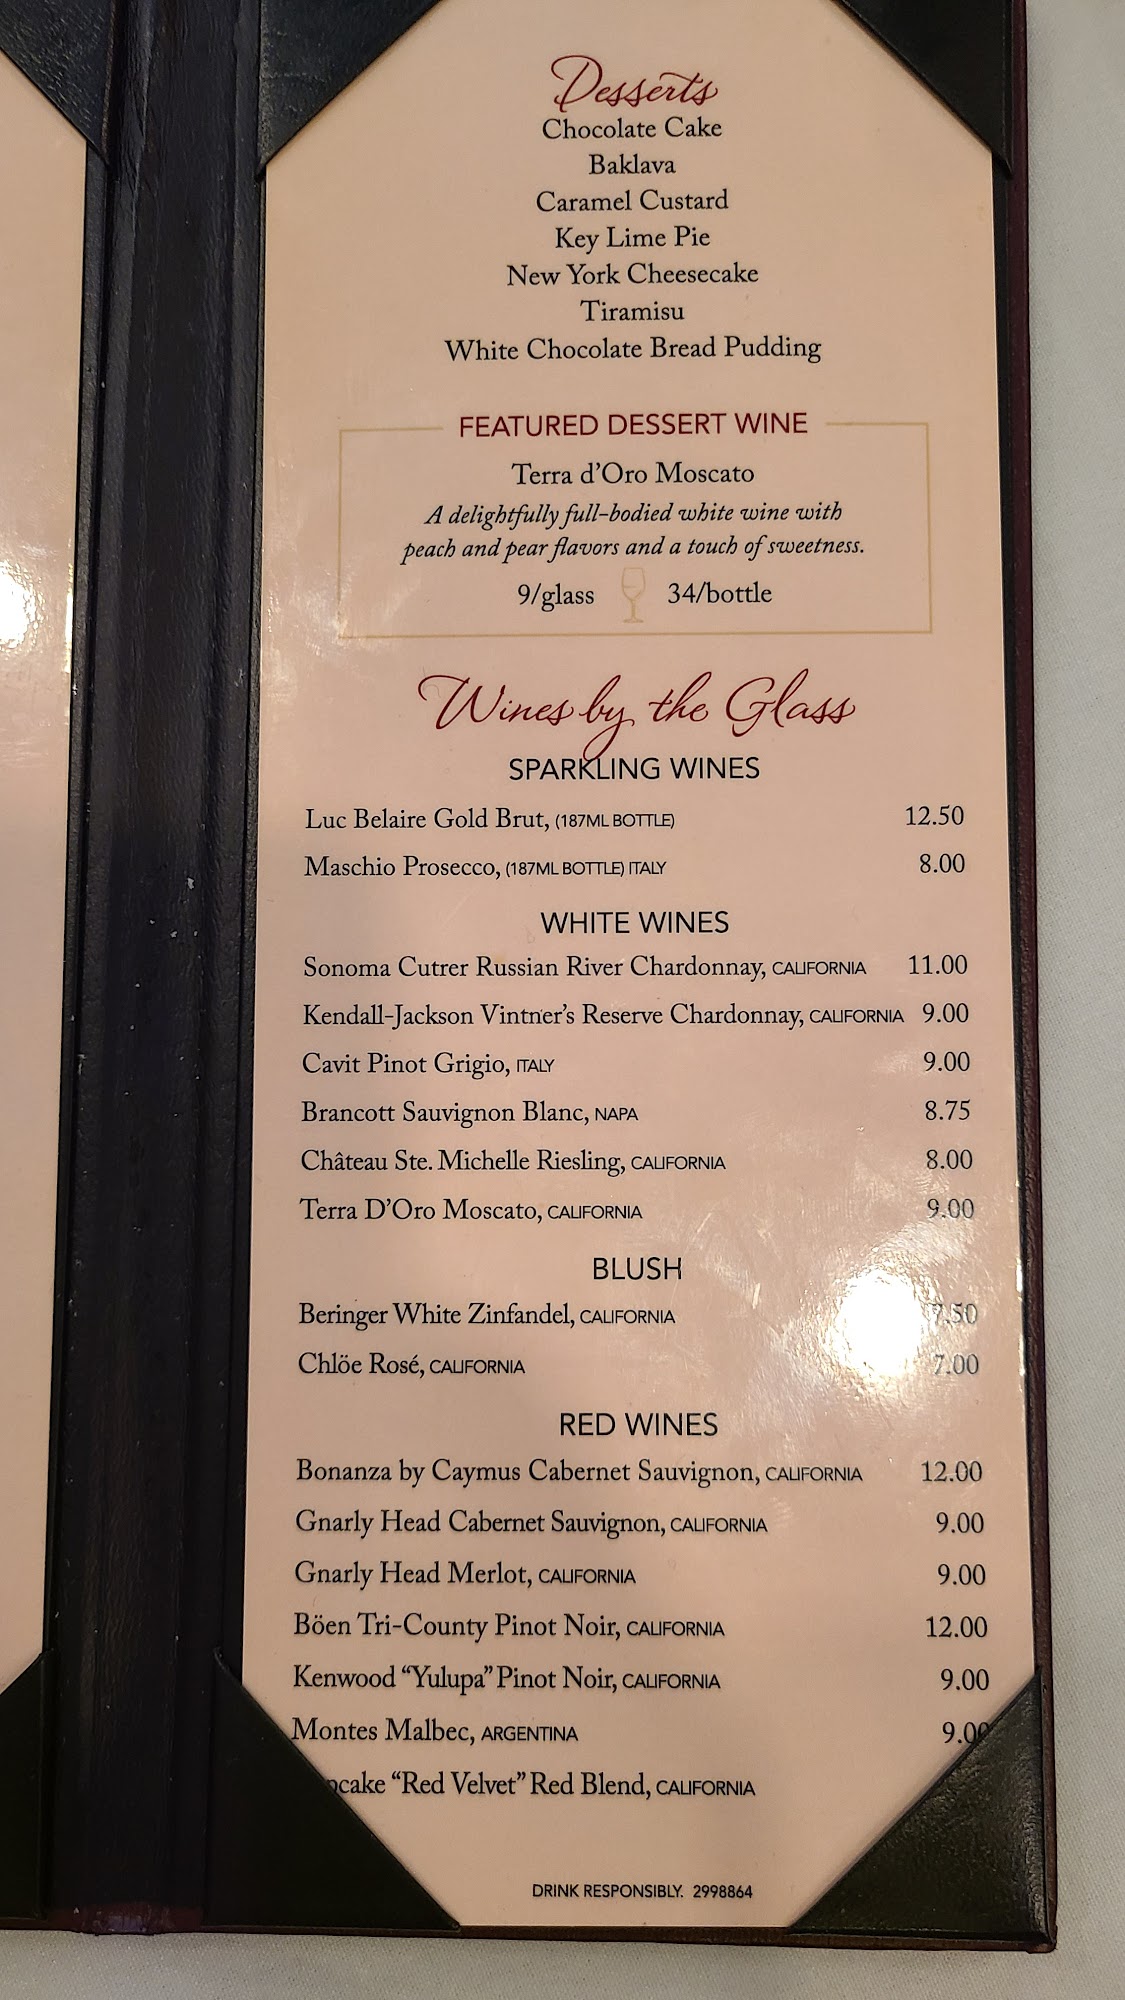 Desserts
Chocolate Cake
Baklava
Caramel Custard
Key Lime Pie
New York Cheesecake
Tiramisu
White Chocolate Bread Pudding
FEATURED DESSERT WINE
Terra d'Oro Moscato
A delightfully full-bodied white wine with
peach and pear flavors and a touch of sweetness.
9/glass 34/bottle
Wines by the Glass
SPARKLING WINES
Luc Belaire Gold Brut, (187ML BOTTLE) 12.50
Maschio Prosecco, (187ML BOTTLE) ITALY 8.00
WHITE WINES
Sonoma Cutrer Russian River Chardonnay, CALIFORNIA 11.00
Kendall-Jackson Vintner's Reserve Chardonnay, CALIFORNIA 9.00
Cavit Pinot Grigio, ITALY 9.00
Brancott Sauvignon Blanc, NAPA 8.75
Château Ste. Michelle Riesling, CALIFORNIA 8.00
Terra D'Oro Moscato, CALIFORNIA 9.00
BLUSH
Beringer White Zinfandel, CALIFORNIA 7.50
Chlöe Rosé, CALIFORNIA 7.00
RED WINES
Bonanza by Caymus Cabernet Sauvignon, CALIFORNIA 12.00
Gnarly Head Cabernet Sauvignon, CALIFORNIA 9.00
Gnarly Head Merlot, CALIFORNIA 9.00
Böen Tri-County Pinot Noir, CALIFORNIA 12.00
Kenwood "Yulupa" Pinot Noir, CALIFORNIA 9.00
Montes Malbec, ARGENTINA 9.00
"Red Velvet" Red Blend, CALIFORNIA
DRINK RESPONSIBLY. 2998864